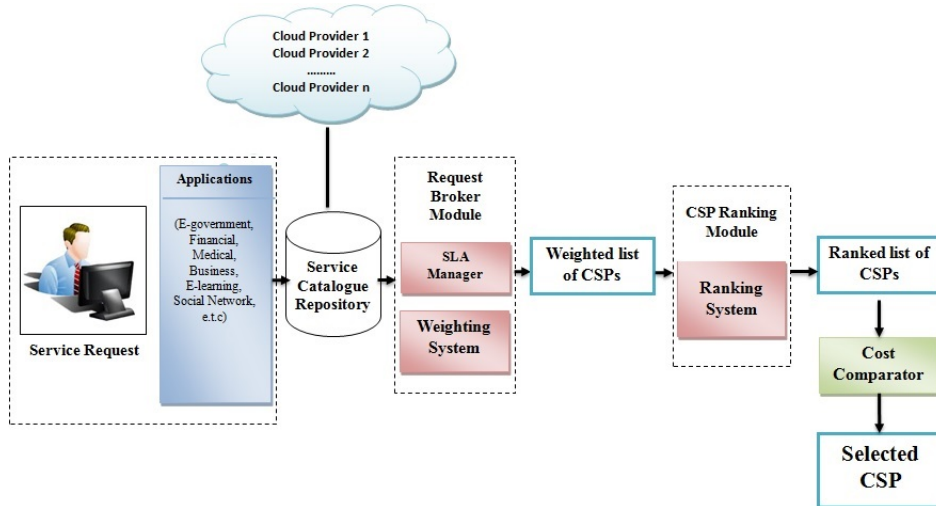 Cloud Provider 1
Cloud Provider 2
.........
Cloud Provider n
Service Request
Applications
(E-government,
Financial,
Medical,
Business,
E-learning,
Social Network,
e.t.c)
Service
Catalogue
Repository
Request
Broker
Module
SLA
Manager
Weighting
System
Weighted list
of CSPs
CSP Ranking
Module
Ranking
System
Ranked list of
CSPs
Cost
Comparator
Selected
CSP